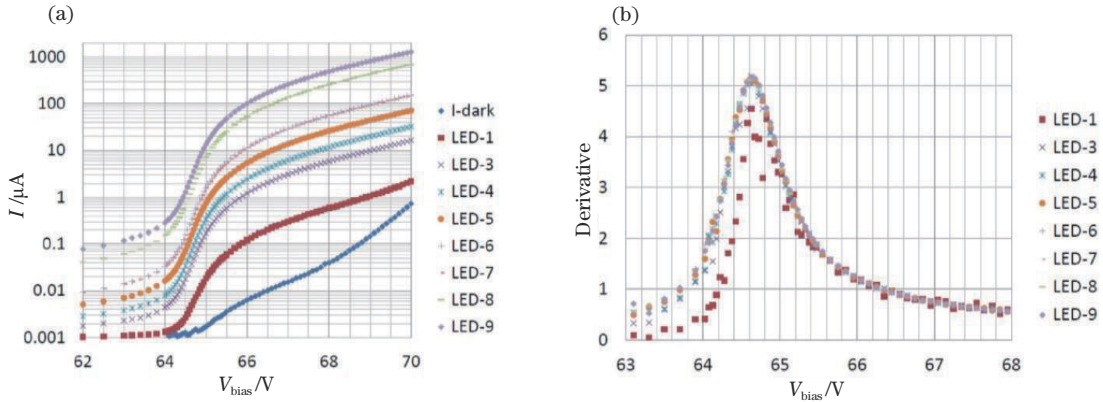 (a)
I/μA
1000
100
10
1
0.1
0.01
0.001
62
64
66
68
70
V_bias/V
I-dark
LED-1
LED-3
LED-4
LED-5
LED-6
LED-7
LED-8
LED-9
(b)
Derivative
6
5
4
3
2
1
0
63
64
65
66
67
68
V_bias/V
LED-1
LED-3
LED-4
LED-5
LED-6
LED-7
LED-8
LED-9